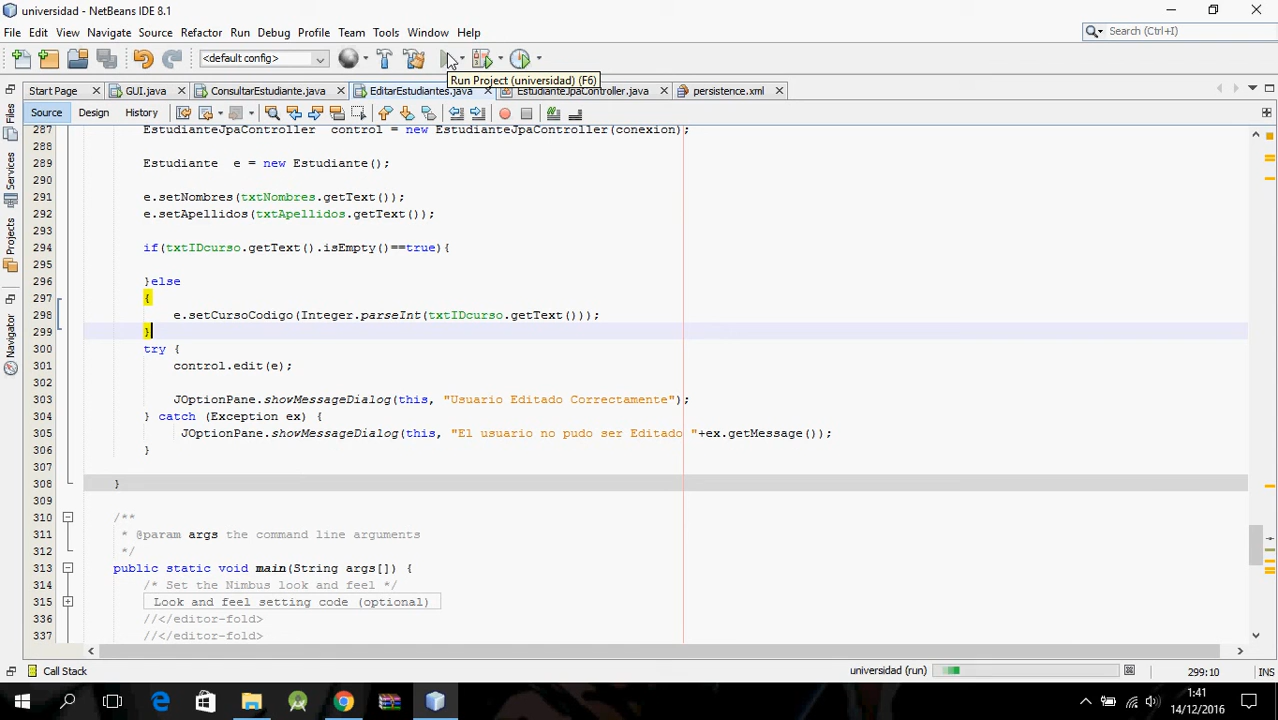 universidad - NetBeans IDE 8.1
File Edit View Navigate Source Refactor Run Debug Profile Team Tools Window Help
Search (Ctrl+I)
<default config>
Run Project (universidad) (F6)
Start Page GUI.java ConsultarEstudiante.java EditarEstudiantes.java EstudianteJpaController.java persistence.xml
Source Design History
Files
Services
Projects
Navigator
287 EstudianteJpaController control = new EstudianteJpaController(conexion);
288
289 Estudiante e = new Estudiante();
290
291 e.setNombres(txtNombres.getText());
292 e.setApellidos(txtApellidos.getText());
293
294 if(txtIDcurso.getText().isEmpty()==true){
295
296 }else
297 {
298 e.setCursoCodigo(Integer.parseInt(txtIDcurso.getText()));
299 }
300 try {
301 control.edit(e);
302
303 JOptionPane.showMessageDialog(this, "Usuario Editado Correctamente");
304 } catch (Exception ex) {
305 JOptionPane.showMessageDialog(this, "El usuario no pudo ser Editado "+ex.getMessage());
306 }
307
308 }
309
310 /**
311 * @param args the command line arguments
312 */
313 public static void main(String args[]) {
314 /* Set the Nimbus look and feel */
315 Look and feel setting code (optional)
336 //</editor-fold>
337 //</editor-fold>
Call Stack
universidad (run)
299:10
INS
1:41
14/12/2016